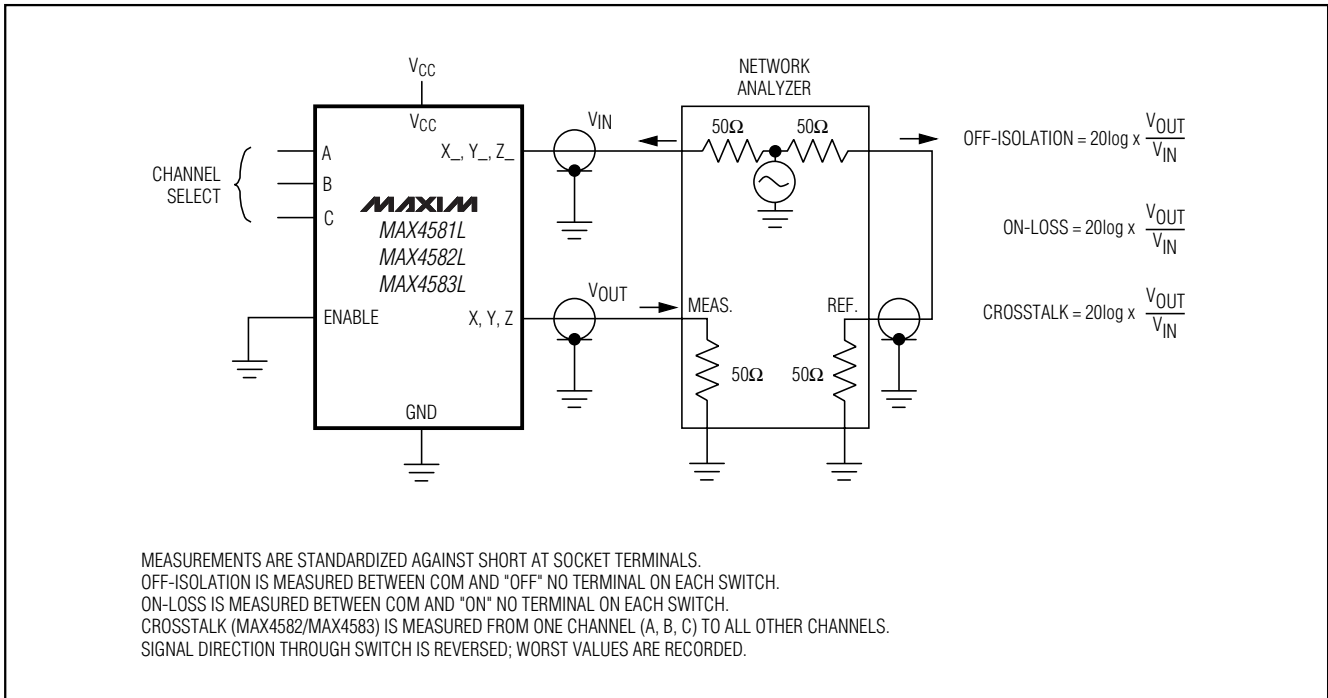 VCC
VCC
CHANNEL
SELECT
A
B
C
X_, Y_, Z_
MAXIM
MAX4581L
MAX4582L
MAX4583L
ENABLE
X, Y, Z
GND
VIN
VOUT
NETWORK
ANALYZER
50Ω
50Ω
MEAS.
REF.
50Ω
50Ω
OFF-ISOLATION = 20log x VOUT
VIN
ON-LOSS = 20log x VOUT
VIN
CROSSTALK = 20log x VOUT
VIN
MEASUREMENTS ARE STANDARDIZED AGAINST SHORT AT SOCKET TERMINALS.
OFF-ISOLATION IS MEASURED BETWEEN COM AND "OFF" NO TERMINAL ON EACH SWITCH.
ON-LOSS IS MEASURED BETWEEN COM AND "ON" NO TERMINAL ON EACH SWITCH.
CROSSTALK (MAX4582/MAX4583) IS MEASURED FROM ONE CHANNEL (A, B, C) TO ALL OTHER CHANNELS.
SIGNAL DIRECTION THROUGH SWITCH IS REVERSED; WORST VALUES ARE RECORDED.